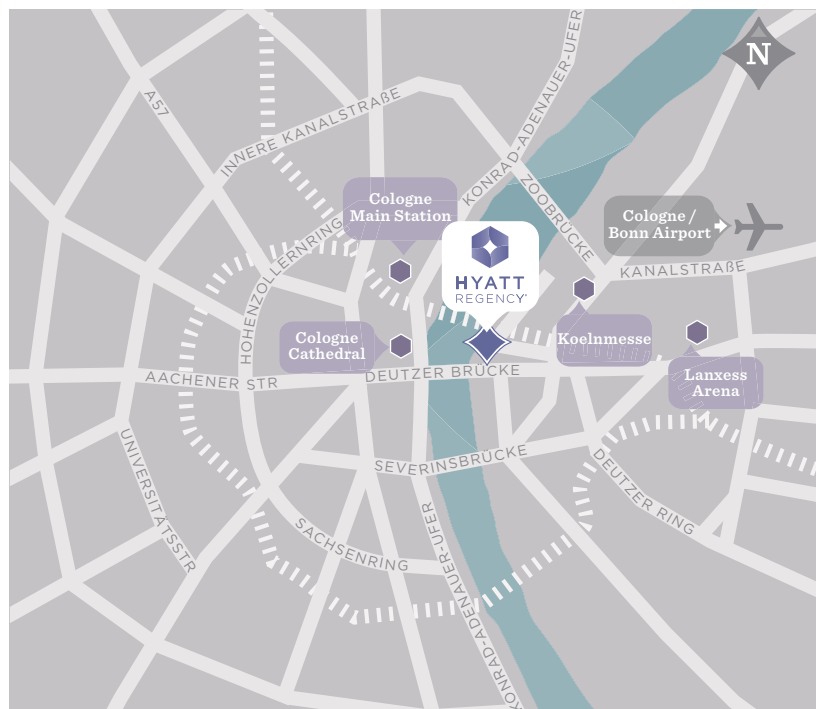 KONRAD-ADENAUER-UFER
N
A57
INNERE KANALSTRAßE
Cologne
Main Station
ZOOBRÜCKE
Cologne /
Bonn Airport
HOHENZOLLERNRING
KANALSTRAßE
HYATT
REGENCY
Cologne
Cathedral
Koelnmesse
Lanxess
Arena
AACHENER STR
DEUTZER BRÜCKE
UNIVERSITÄTSSTR
SEVERINSBRÜCKE
DEUTZER RING
SACHSENRING
KONRAD-ADENAUER-UFER